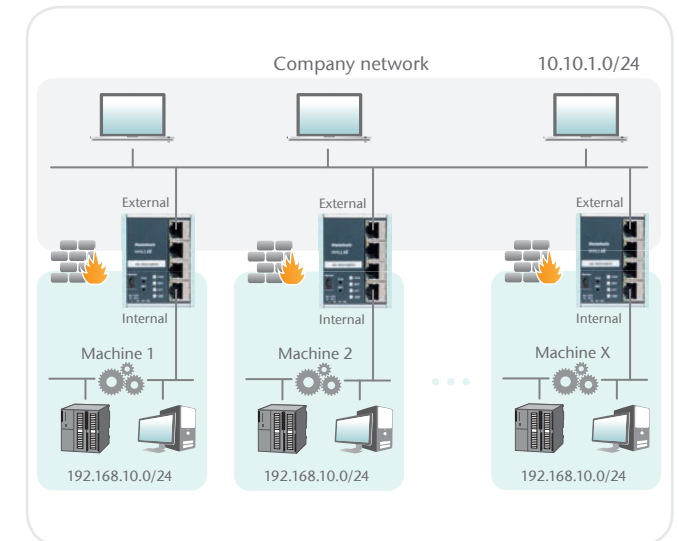 Company network
10.10.1.0/24
External
External
External
Internal
Internal
Internal
Machine 1
Machine 2
Machine X
192.168.10.0/24
192.168.10.0/24
192.168.10.0/24